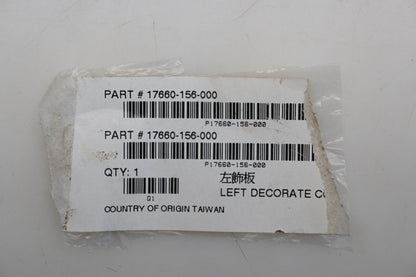 PART # 17660-156-000
P17660-156-000
PART # 17660-156-000
P17660-156-000
QTY: 1
左飾板
Q1
LEFT DECORATE
COUNTRY OF ORIGIN TAIWAN